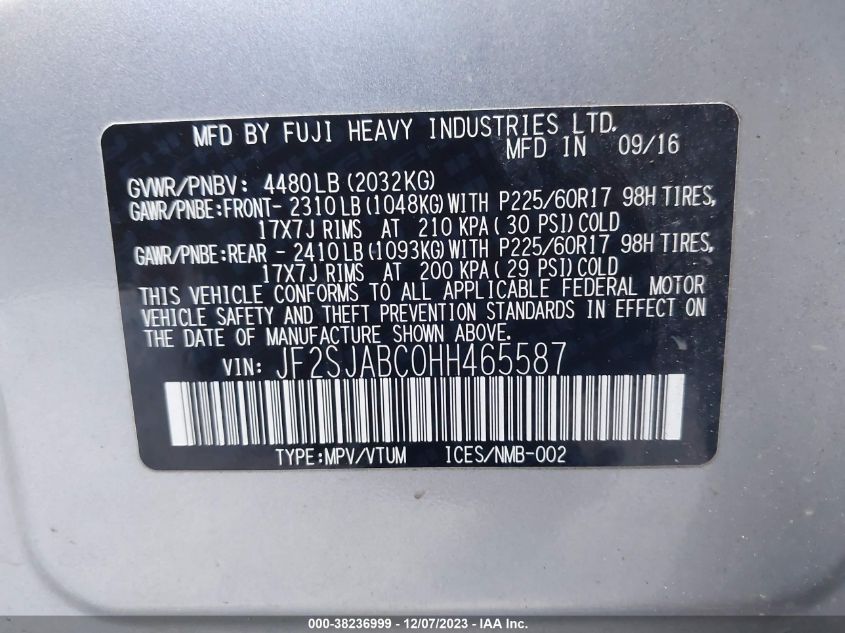 MFD BY FUJI HEAVY INDUSTRIES LTD.
MFD IN 09/16
GVWR/PNBV: 4480LB (2032KG)
GAWR/PNBE:FRONT- 2310LB (1048KG) WITH P225/60R17 98H TIRES,
17X7J RIMS AT 210 KPA ( 30 PSI) COLD
GAWR/PNBE:REAR - 2410LB (1093KG) WITH P225/60R17 98H TIRES,
17X7J RIMS AT 200 KPA ( 29 PSI) COLD
THIS VEHICLE CONFORMS TO ALL APPLICABLE FEDERAL MOTOR
VEHICLE SAFETY AND THEFT PREVENTION STANDARDS IN EFFECT ON
THE DATE OF MANUFACTURE SHOWN ABOVE.
VIN: JF2SJABC0HH465587
TYPE:MPV/VTUM ICES/NMB-002
000-38236999 - 12/07/2023 - IAA Inc.